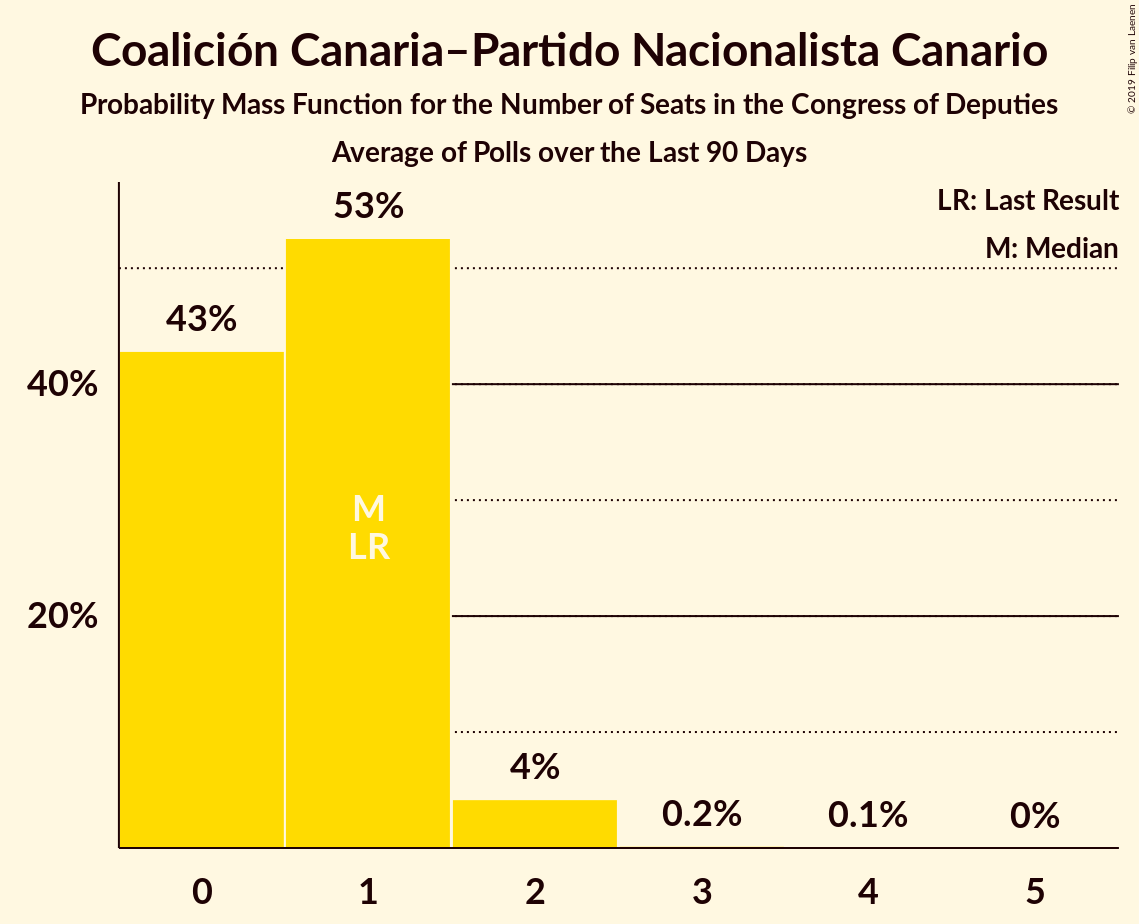 Coalición Canaria–Partido Nacionalista Canario
Probability Mass Function for the Number of Seats in the Congress of Deputies
Average of Polls over the Last 90 Days
© 2019 Filip van Laenen
LR: Last Result
M: Median
53%
43%
40%
M
LR
20%
4%
0.2%
0.1%
0%
0
1
2
3
4
5